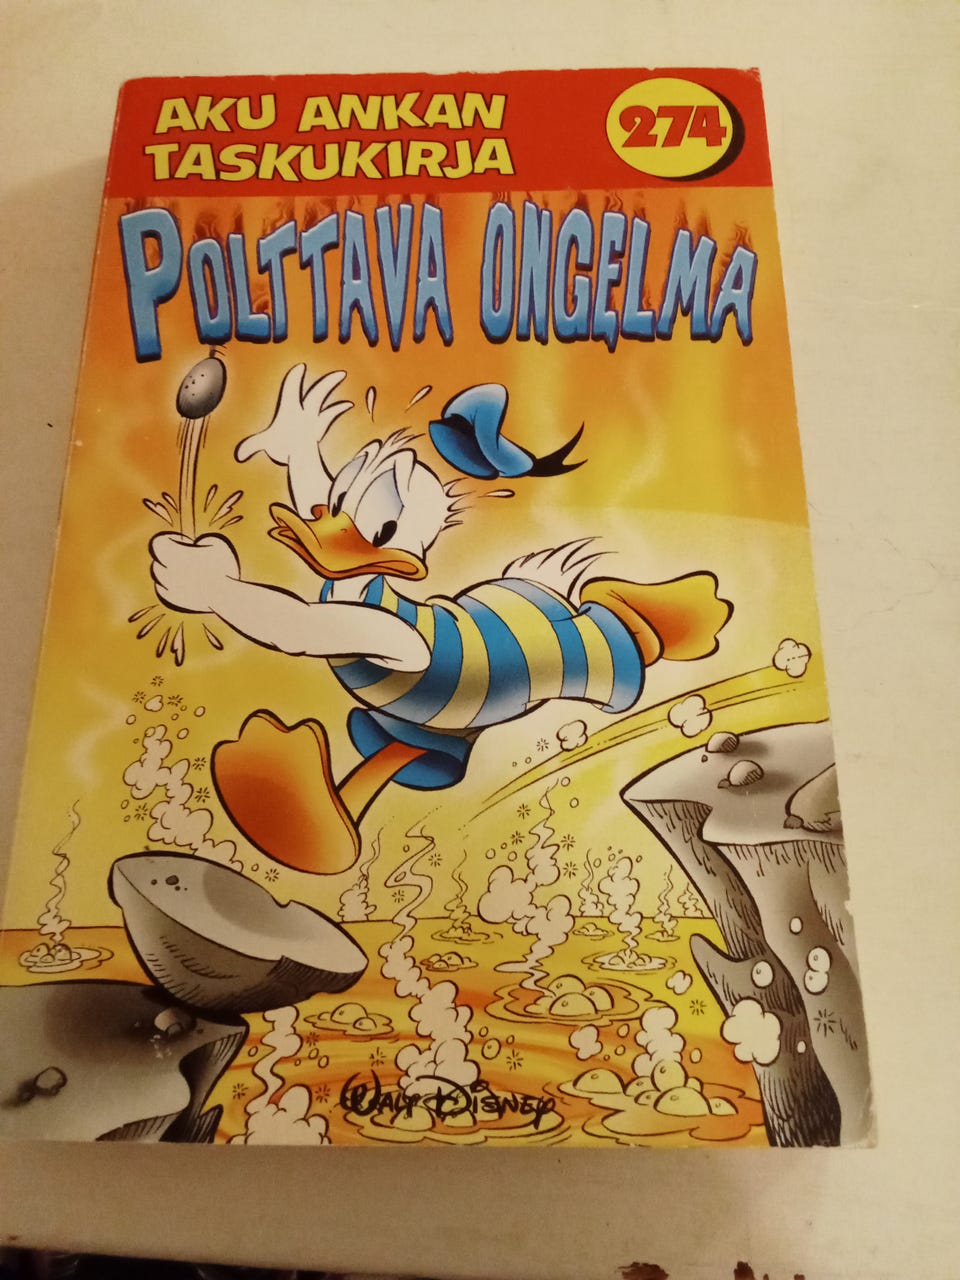 AKU ANKAN
TASKUKIRJA
274
POLTTAVA ONGELMA
WALT DISNEY